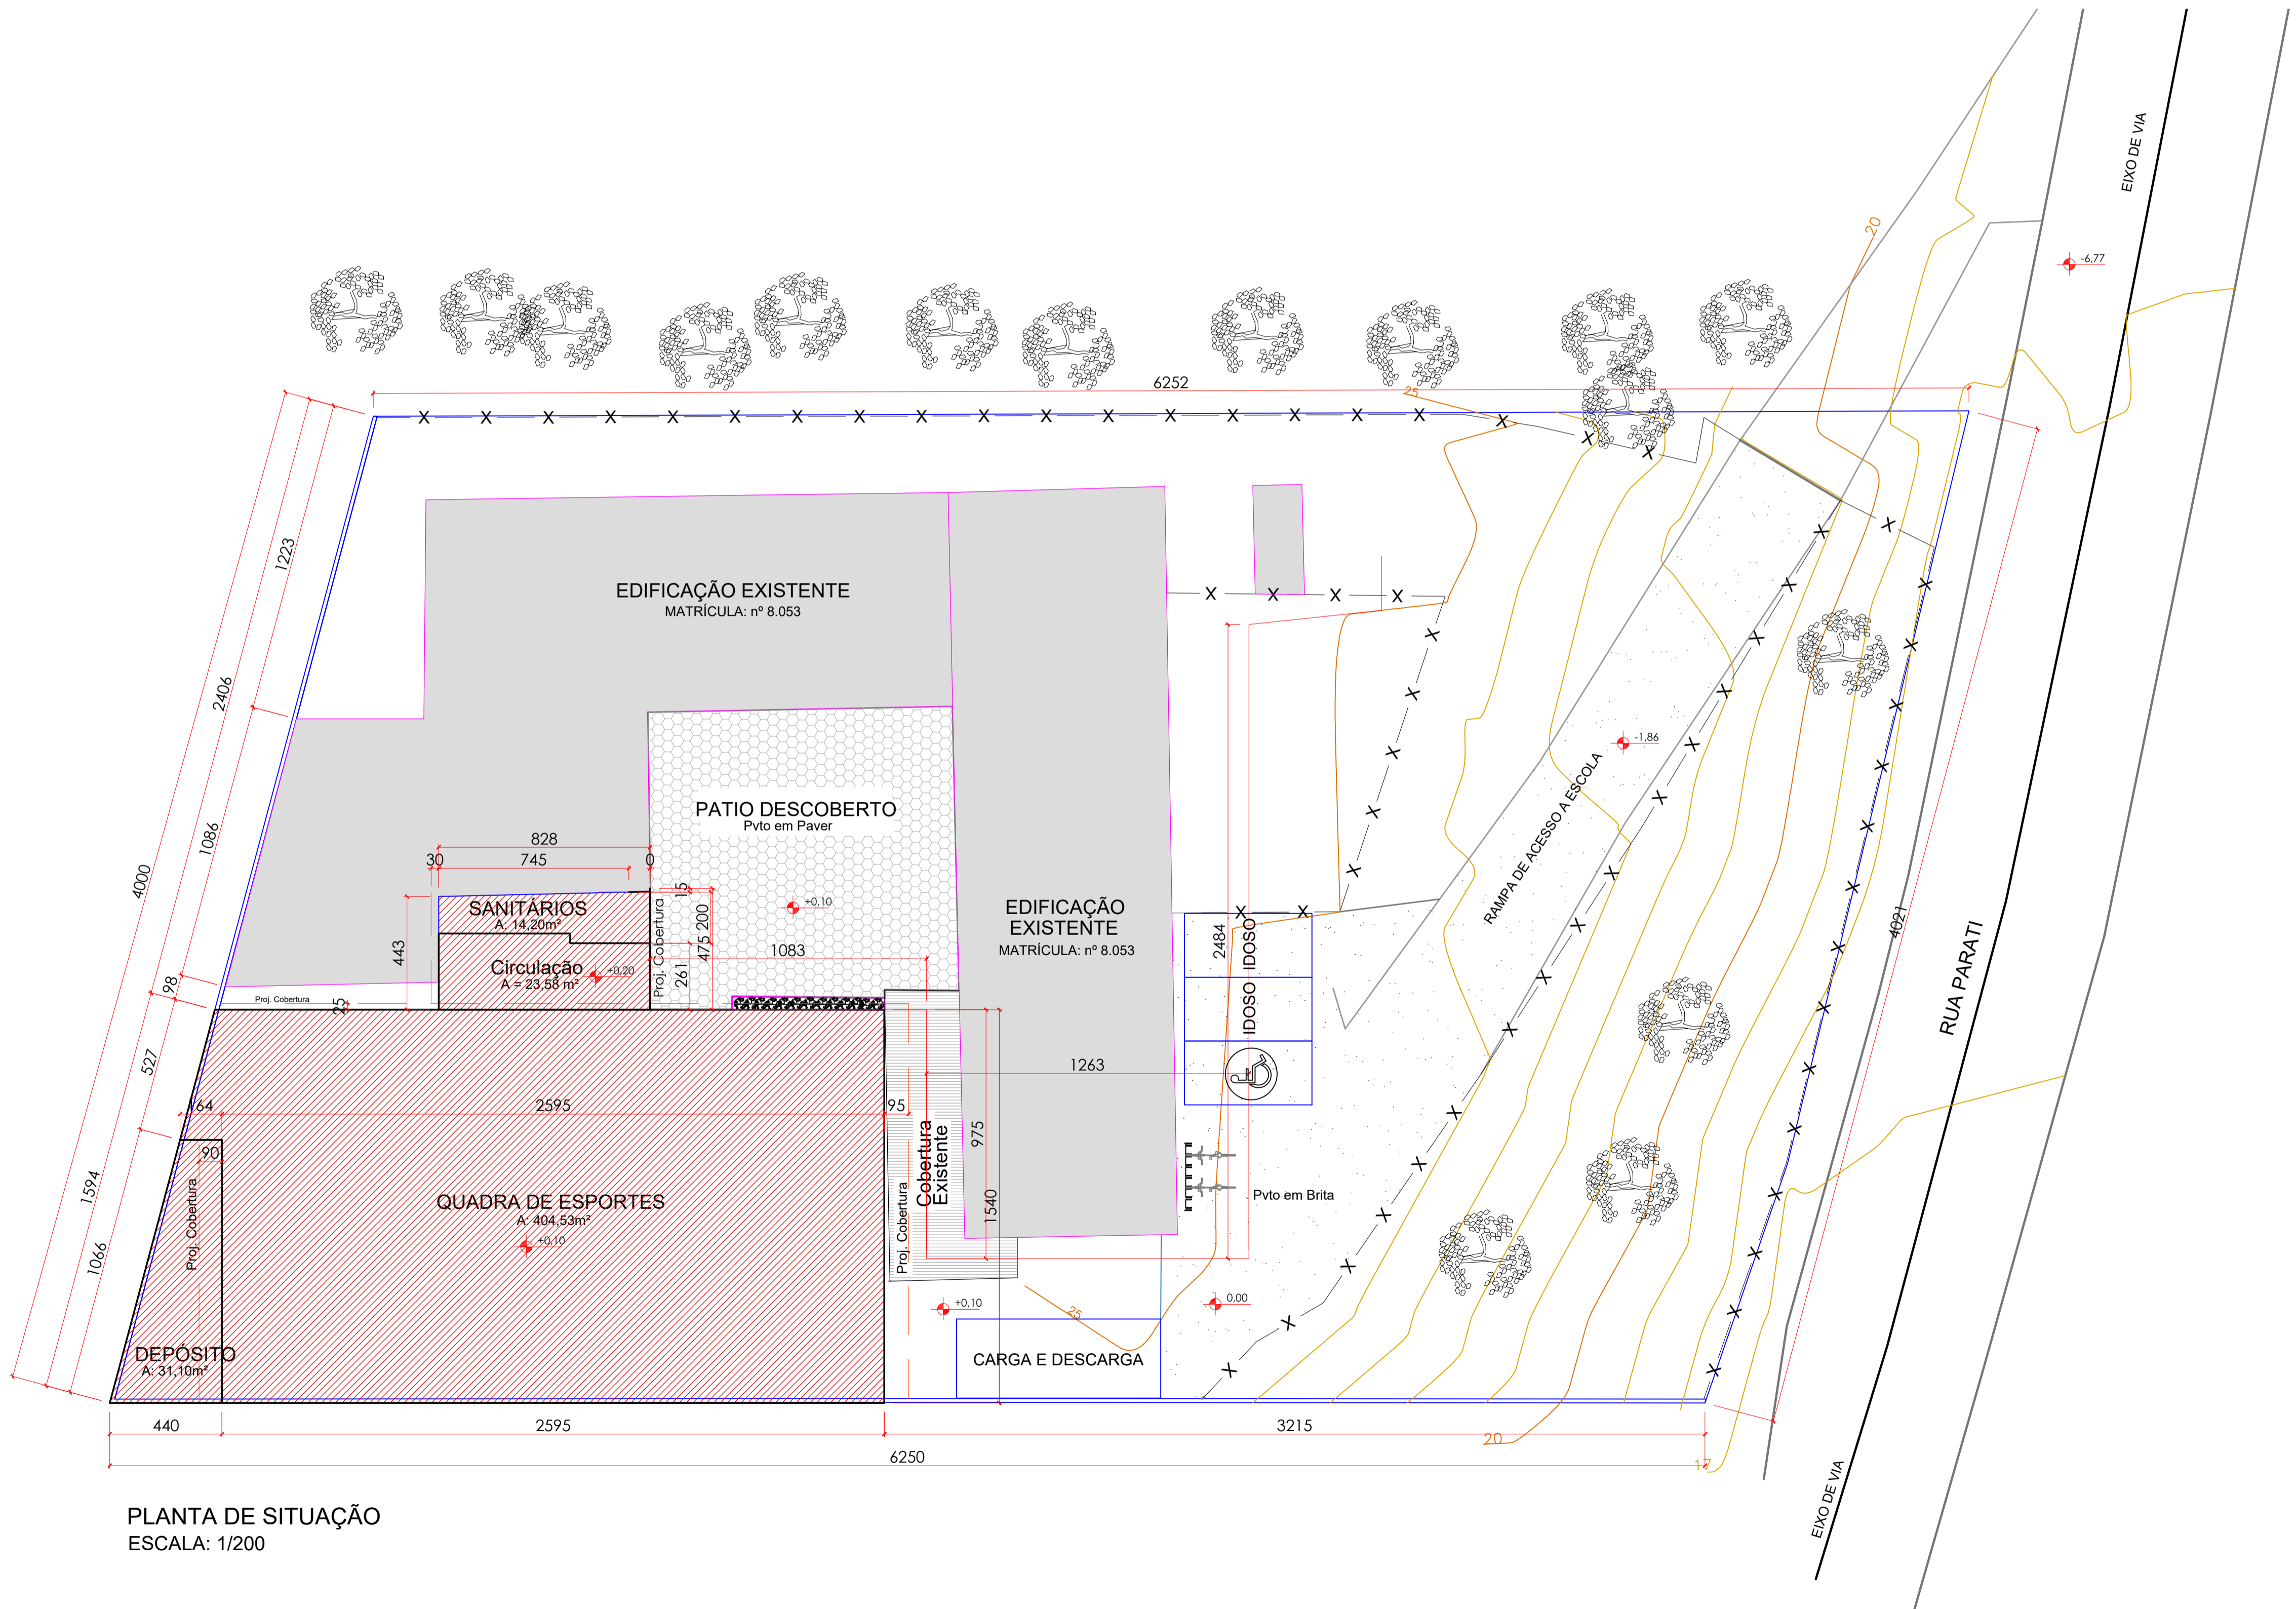 EIXO DE VIA
-6,77
20
6252
25
1223
EDIFICAÇÃO EXISTENTE
MATRÍCULA: nº 8.053
2406
1086
4000
PATIO DESCOBERTO
Pvto em Paver
+0,10
828
30
745
0
15
SANITÁRIOS
A: 14,20m²
443
Circulação
A = 23,58 m²
+0,20
Proj. Cobertura
475
200
261
1083
EDIFICAÇÃO
EXISTENTE
MATRÍCULA: nº 8.053
2484
IDOSO
IDOSO
-1,86
RAMPA DE ACESSO A ESCOLA
4021
RUA PARATI
98
Proj. Cobertura
25
527
164
2595
95
1263
975
1540
Cobertura
Existente
Proj. Cobertura
90
Proj. Cobertura
1594
1066
QUADRA DE ESPORTES
A: 404,53m²
+0,10
Pvto em Brita
+0,10
0,00
25
DEPÓSITO
A: 31,10m²
CARGA E DESCARGA
440
2595
3215
20
17
6250
EIXO DE VIA
PLANTA DE SITUAÇÃO
ESCALA: 1/200
X X X X X X X X X X X X X X X X X X X X